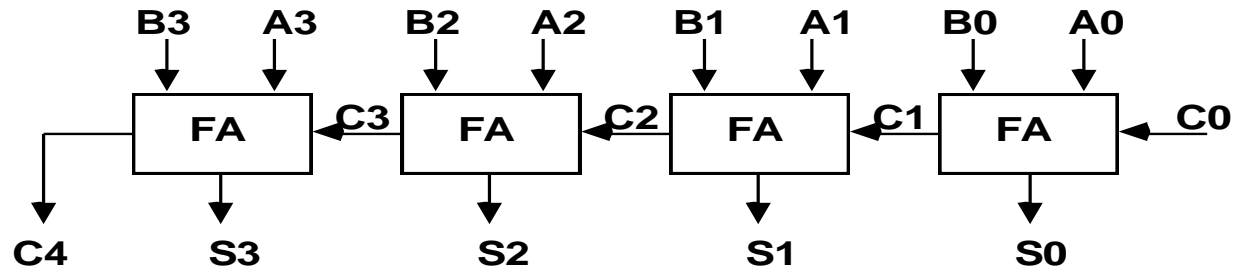 B3 A3 B2 A2 B1 A1 B0 A0
FA C3 FA C2 FA C1 FA C0
C4 S3 S2 S1 S0